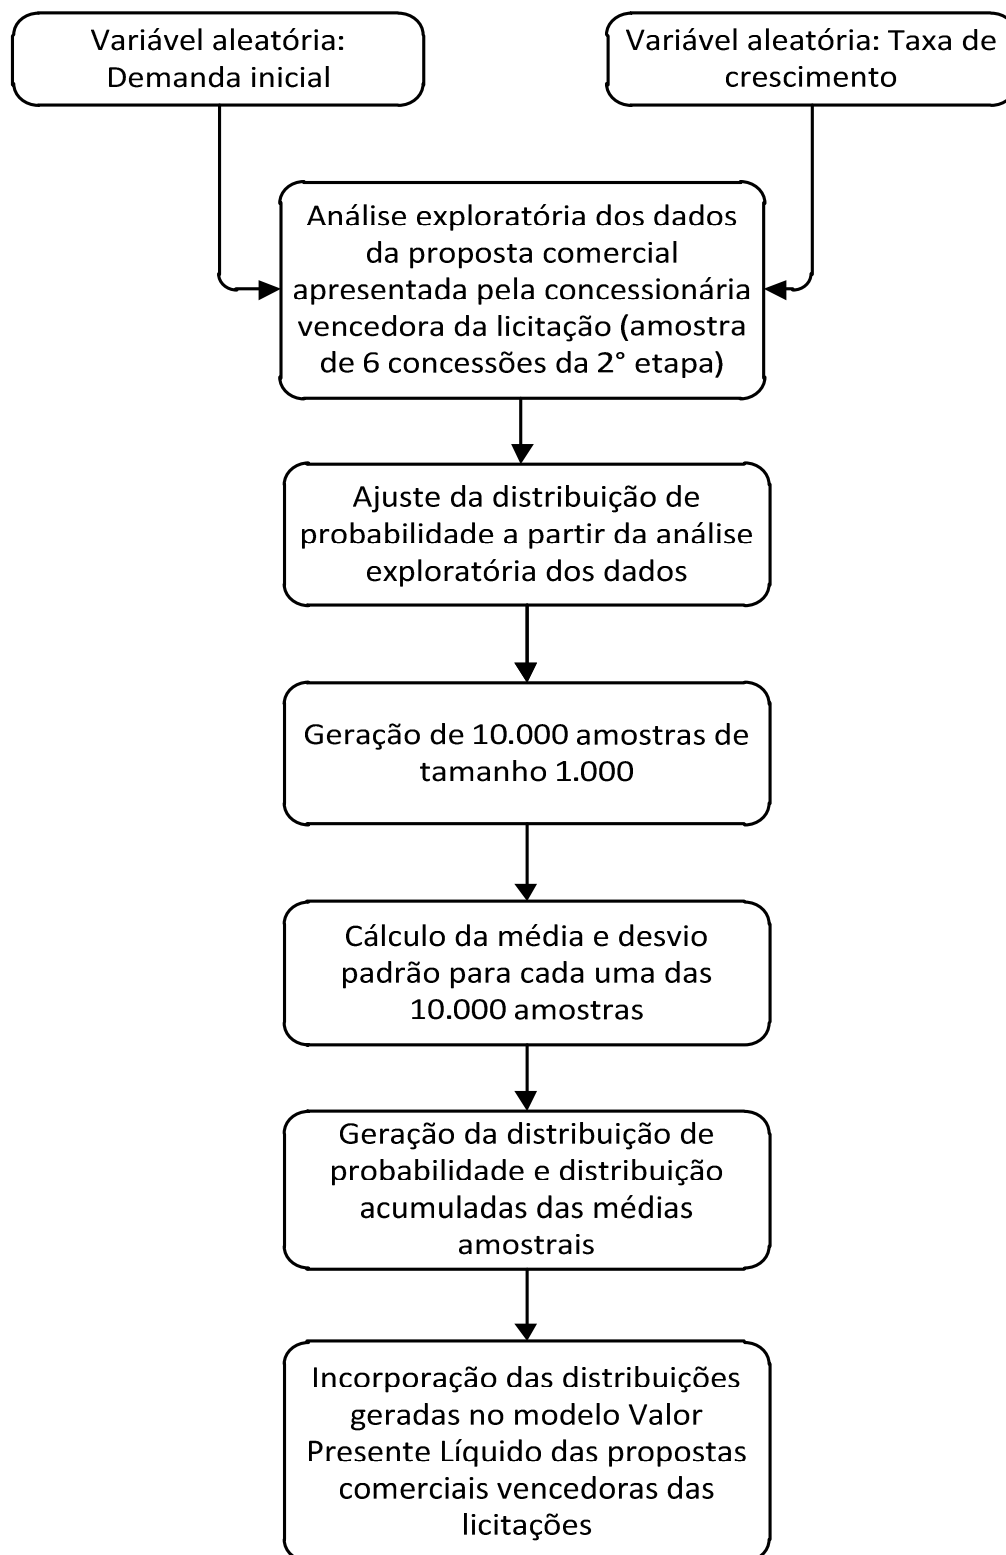 Variável aleatória:
Demanda inicial
Variável aleatória: Taxa de
crescimento
Análise exploratória dos dados
da proposta comercial
apresentada pela concessionária
vencedora da licitação (amostra
de 6 concessões da 2° etapa)
Ajuste da distribuição de
probabilidade a partir da análise
exploratória dos dados
Geração de 10.000 amostras de
tamanho 1.000
Cálculo da média e desvio
padrão para cada uma das
10.000 amostras
Geração da distribuição de
probabilidade e distribuição
acumuladas das médias
amostrais
Incorporação das distribuições
geradas no modelo Valor
Presente Líquido das propostas
comerciais vencedoras das
licitações